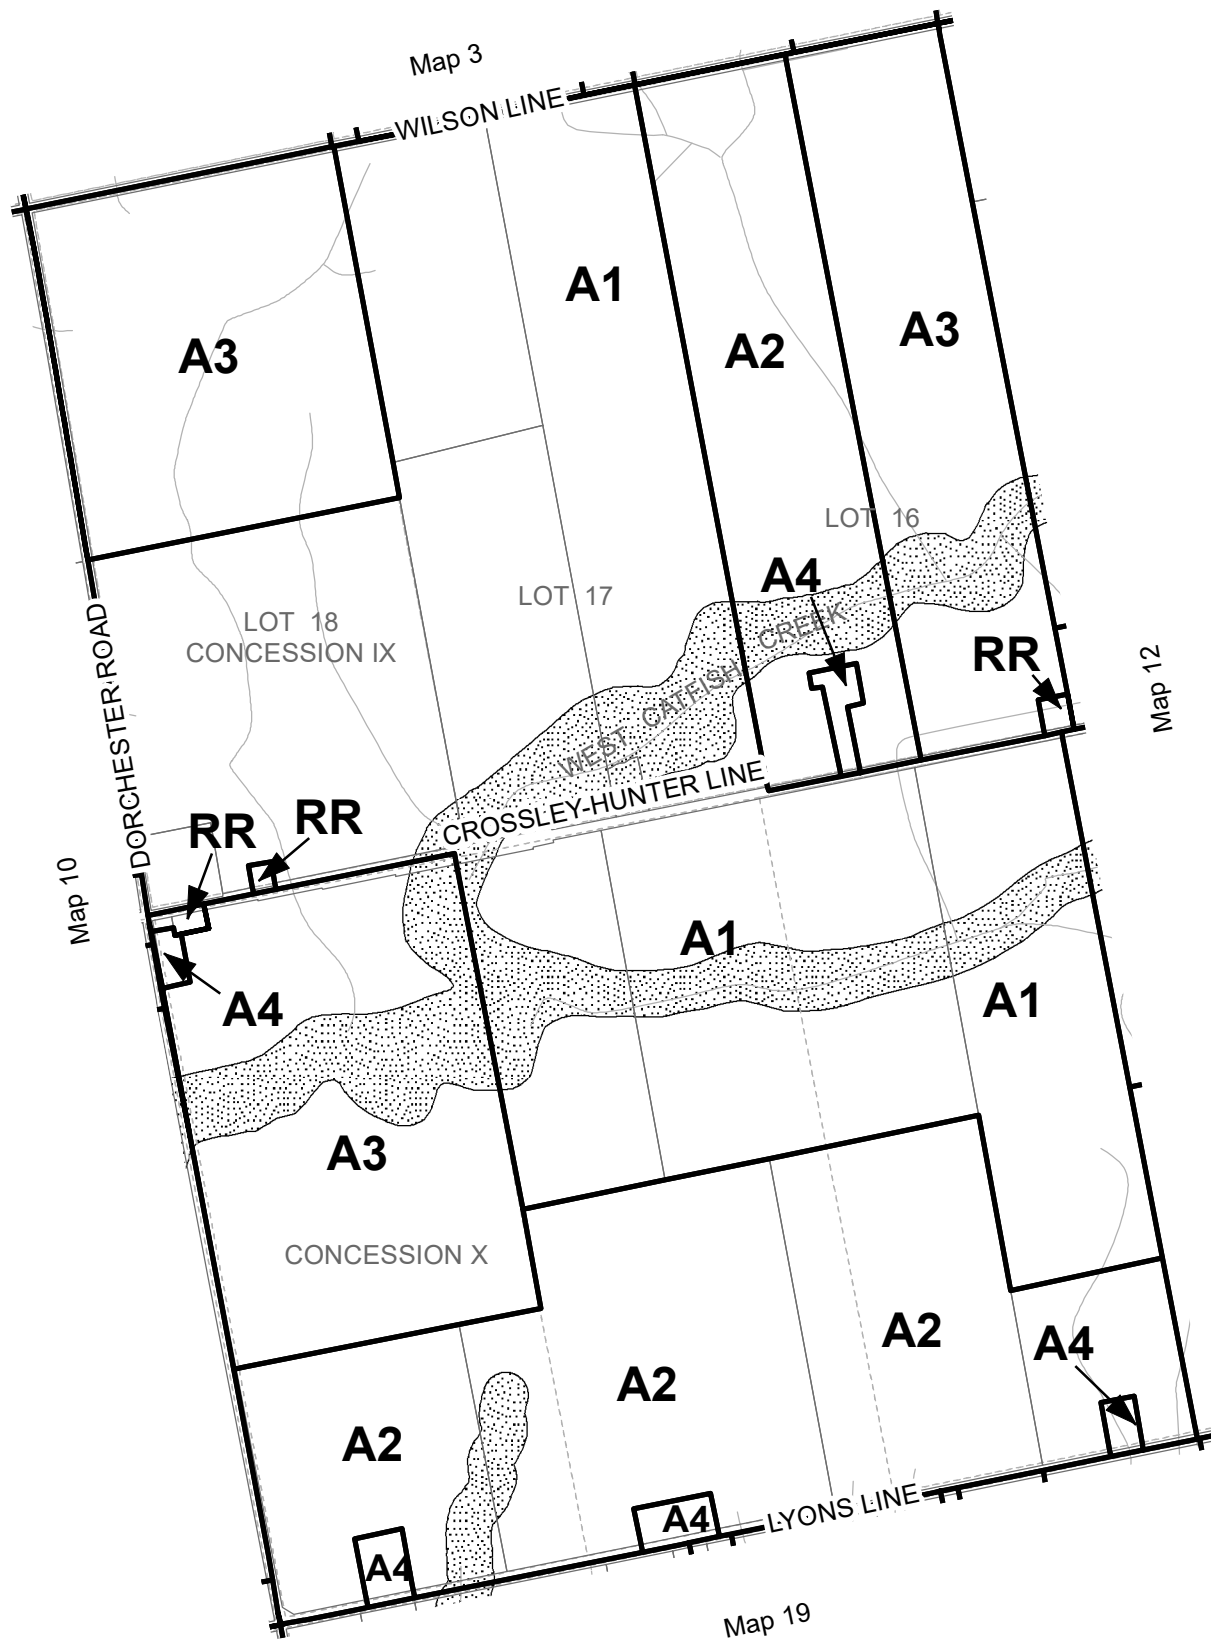 Map 3
WILSON LINE
A1
A3
A2
A3
LOT 16
A4
LOT 17
LOT 18
CONCESSION IX
WEST CATFISH CREEK
RR
Map 12
DORCHESTER ROAD
CROSSLEY-HUNTER LINE
RR
RR
Map 10
A1
A4
A1
A3
CONCESSION X
A2
A4
A2
A2
A4
A4
LYONS LINE
Map 19